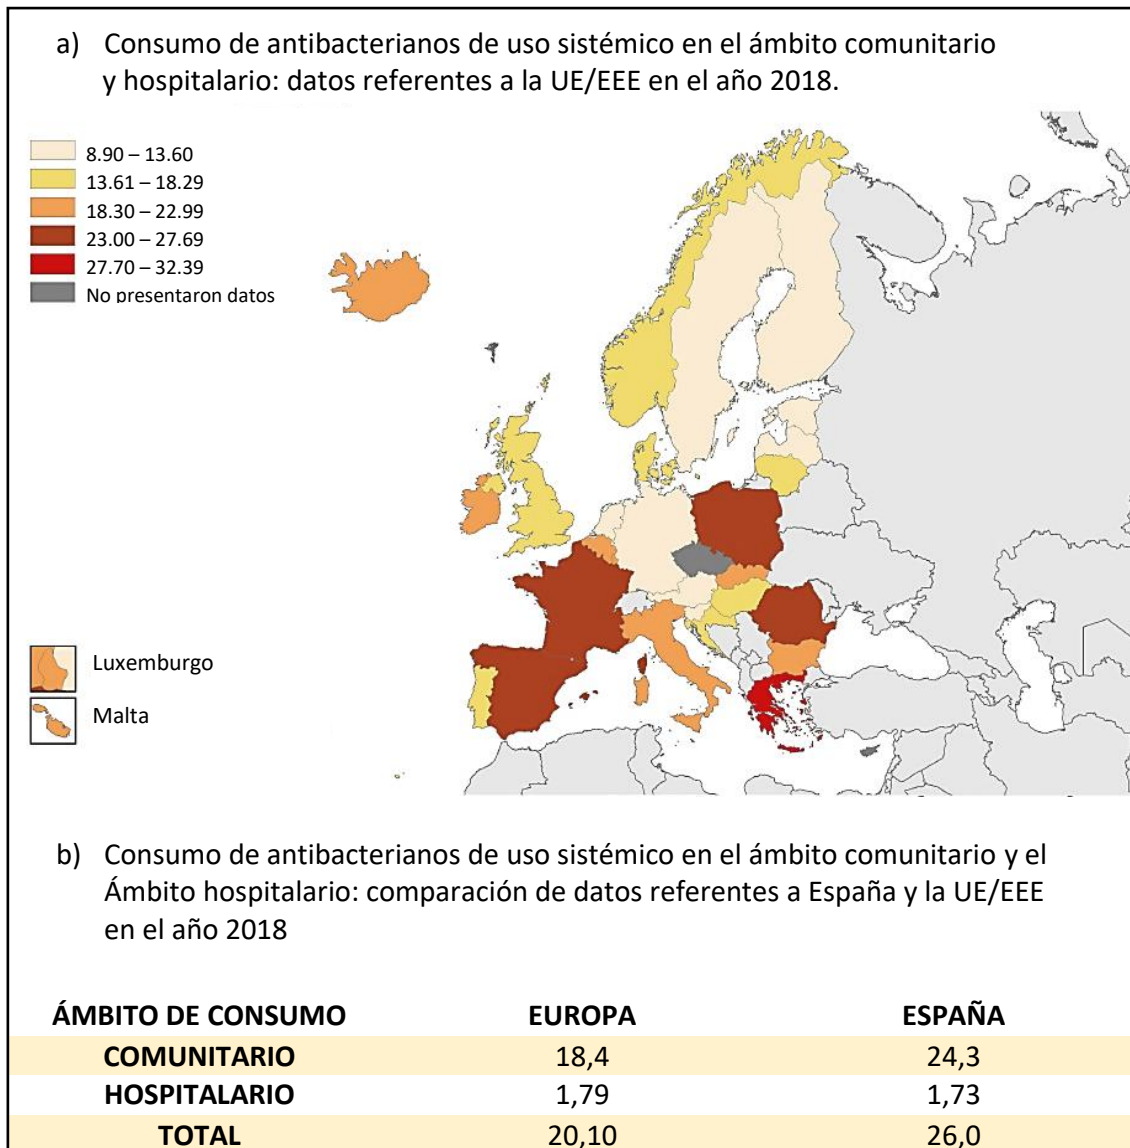 a) Consumo de antibacterianos de uso sistémico en el ámbito comunitario
y hospitalario: datos referentes a la UE/EEE en el año 2018.
8.90 – 13.60
13.61 – 18.29
18.30 – 22.99
23.00 – 27.69
27.70 – 32.39
No presentaron datos
Luxemburgo
Malta
b) Consumo de antibacterianos de uso sistémico en el ámbito comunitario y el
Ámbito hospitalario: comparación de datos referentes a España y la UE/EEE
en el año 2018
ÁMBITO DE CONSUMO EUROPA ESPAÑA
COMUNITARIO 18,4 24,3
HOSPITALARIO 1,79 1,73
TOTAL 20,10 26,0